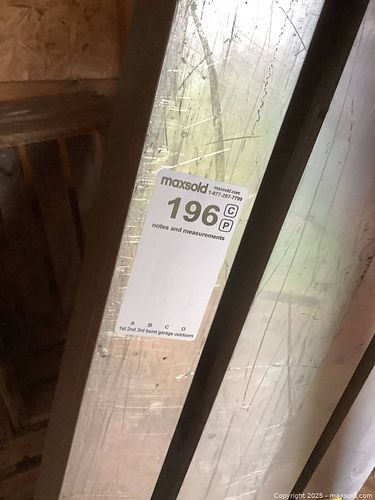 maxsold maxsold.com
1-877-257-7799
196 C
P
notes and measurements
A B C D
1st 2nd 3rd bsmt garage outdoors
Copyright 2025 - maxsold.com